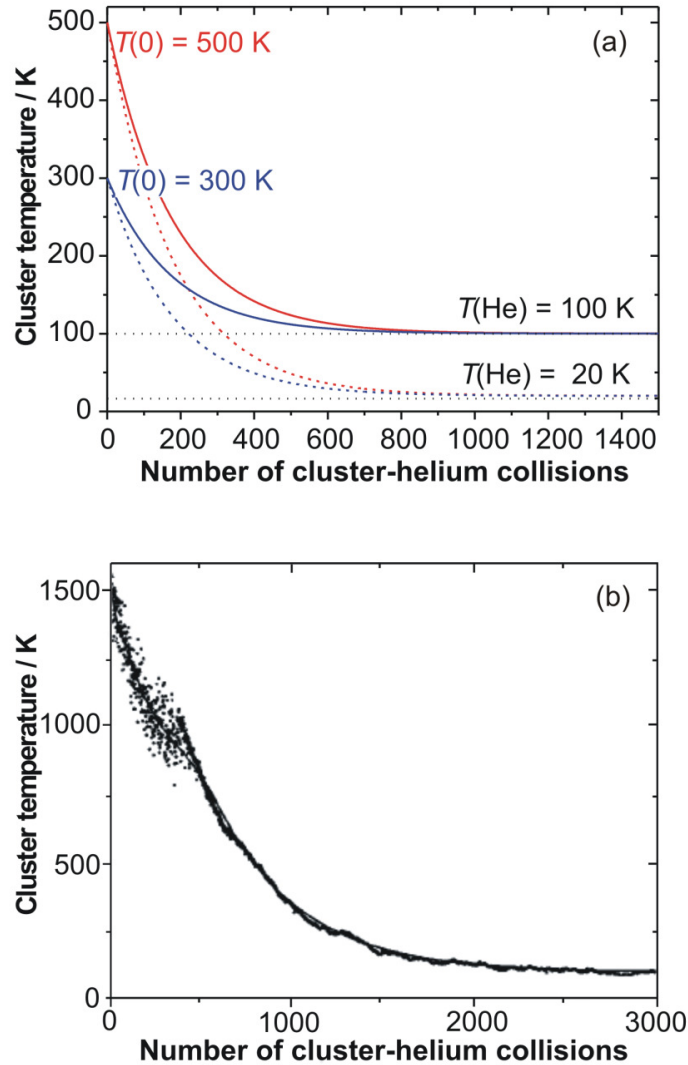 500
400
300
200
100
0
Cluster temperature / K
T(0) = 500 K
(a)
T(0) = 300 K
T(He) = 100 K
T(He) = 20 K
0 200 400 600 800 1000 1200 1400
Number of cluster-helium collisions
1500
1000
500
0
Cluster temperature / K
(b)
0 1000 2000 3000
Number of cluster-helium collisions